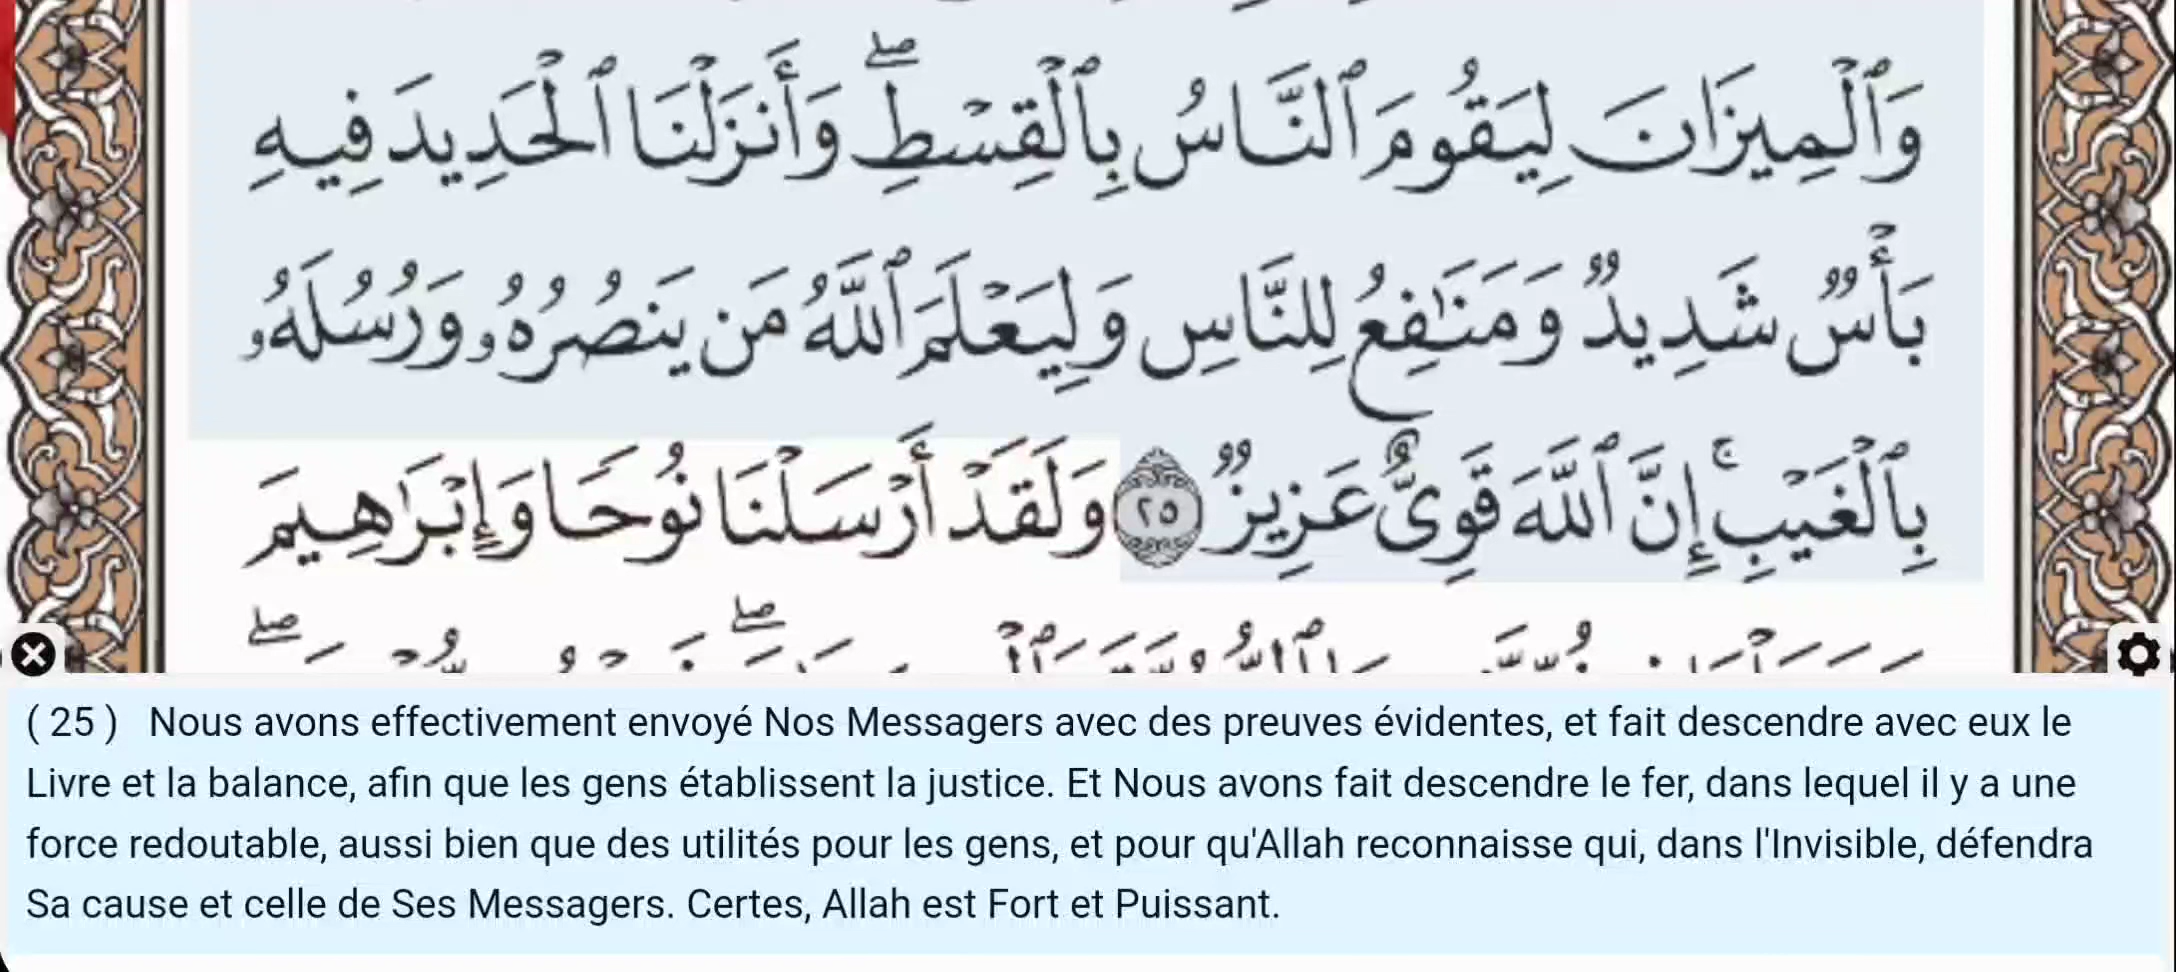 وَٱلْمِيزَانَ لِيَقُومَ ٱلنَّاسُ بِٱلْقِسْطِ ۖ وَأَنزَلْنَا ٱلْحَدِيدَ فِيهِ
بَأْسٌ شَدِيدٌ وَمَنَـٰفِعُ لِلنَّاسِ وَلِيَعْلَمَ ٱللَّهُ مَن يَنصُرُهُۥ وَرُسُلَهُۥ
بِٱلْغَيْبِ ۚ إِنَّ ٱللَّهَ قَوِىٌّ عَزِيزٌ ٢٥ وَلَقَدْ أَرْسَلْنَا نُوحًا وَإِبْرَٰهِيمَ
( 25 ) Nous avons effectivement envoyé Nos Messagers avec des preuves évidentes, et fait descendre avec eux le
Livre et la balance, afin que les gens établissent la justice. Et Nous avons fait descendre le fer, dans lequel il y a une
force redoutable, aussi bien que des utilités pour les gens, et pour qu'Allah reconnaisse qui, dans l'Invisible, défendra
Sa cause et celle de Ses Messagers. Certes, Allah est Fort et Puissant.